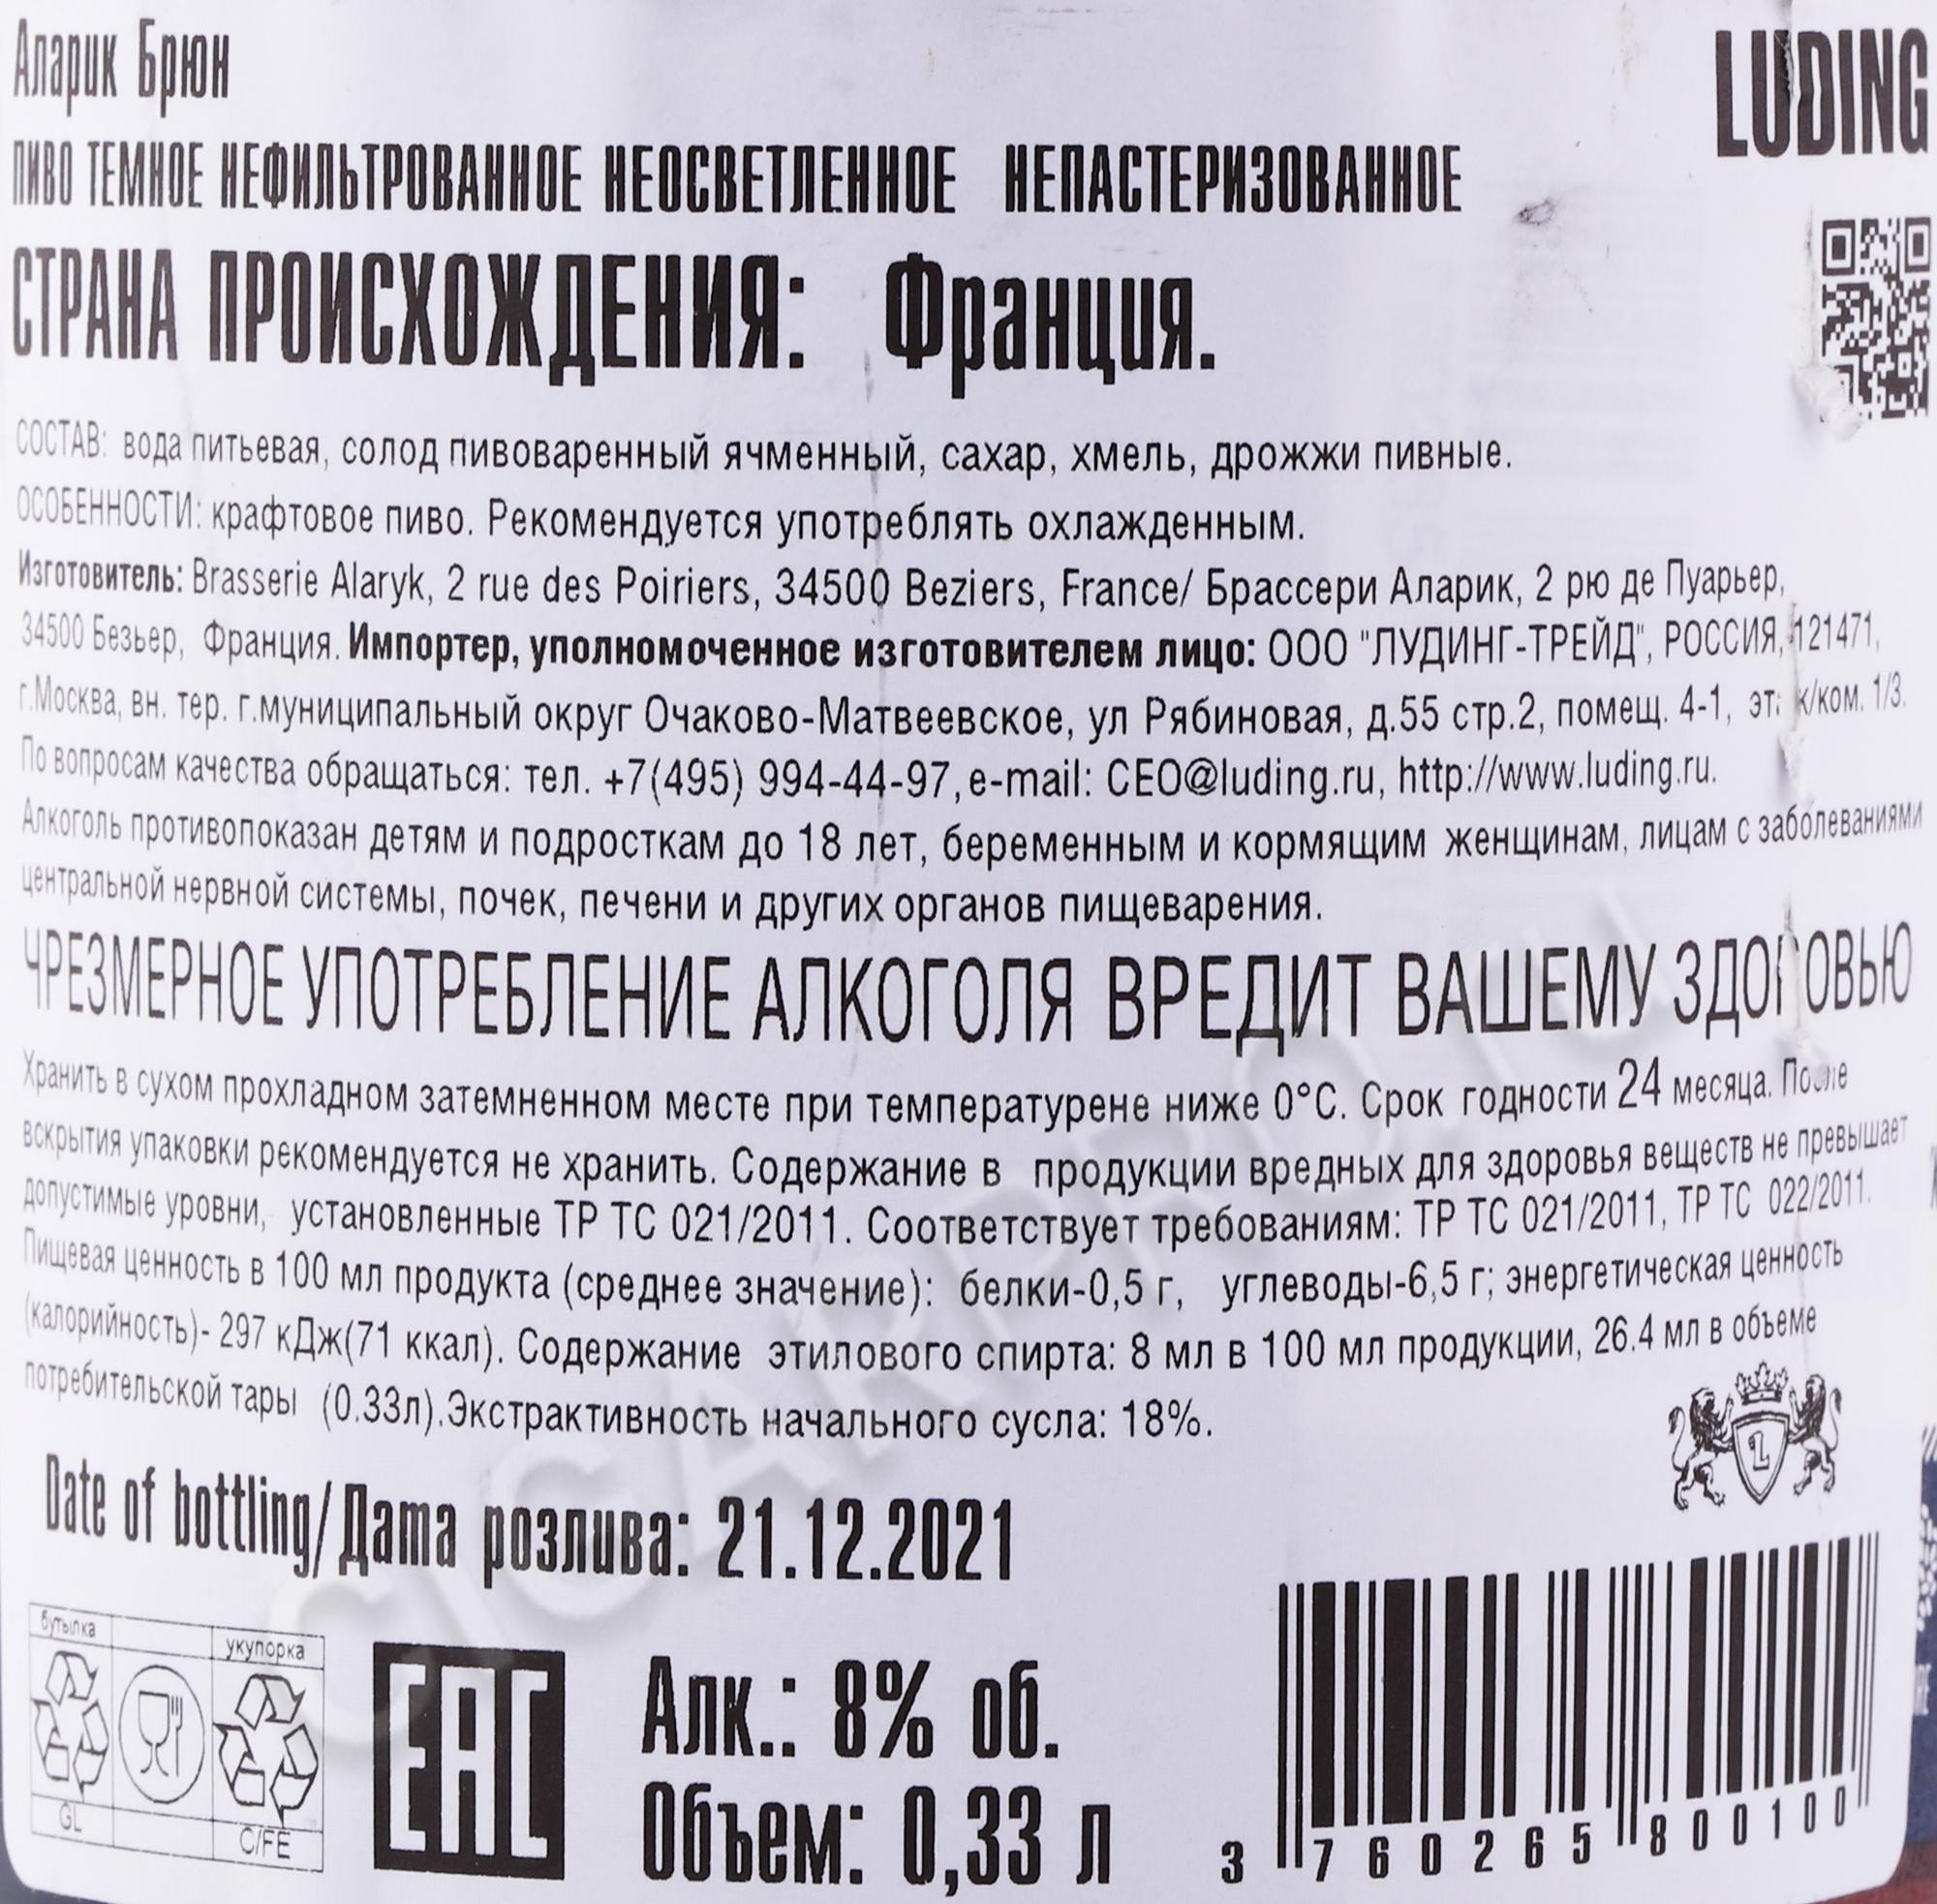 Аларик Брюн
LUDING
ПИВО ТЕМНОЕ НЕФИЛЬТРОВАННОЕ НЕОСВЕТЛЕННОЕ НЕПАСТЕРИЗОВАННОЕ
СТРАНА ПРОИСХОЖДЕНИЯ: Франция.
СОСТАВ: вода питьевая, солод пивоваренный ячменный, сахар, хмель, дрожжи пивные.
ОСОБЕННОСТИ: крафтовое пиво. Рекомендуется употреблять охлажденным.
Изготовитель: Brasserie Alaryk, 2 rue des Poiriers, 34500 Beziers, France/ Брассери Аларик, 2 рю де Пуарьер,
34500 Безьер, Франция. Импортер, уполномоченное изготовителем лицо: ООО "ЛУДИНГ-ТРЕЙД", РОССИЯ, 121471,
г.Москва, вн. тер. г.муниципальный округ Очаково-Матвеевское, ул Рябиновая, д.55 стр.2, помещ. 4-1, эт. к/ком. 1/3.
По вопросам качества обращаться: тел. +7(495) 994-44-97, e-mail: CEO@luding.ru, http://www.luding.ru.
Алкоголь противопоказан детям и подросткам до 18 лет, беременным и кормящим женщинам, лицам с заболеваниями
центральной нервной системы, почек, печени и других органов пищеварения.
ЧРЕЗМЕРНОЕ УПОТРЕБЛЕНИЕ АЛКОГОЛЯ ВРЕДИТ ВАШЕМУ ЗДОРОВЬЮ
Хранить в сухом прохладном затемненном месте при температурене ниже 0°С. Срок годности 24 месяца. После
вскрытия упаковки рекомендуется не хранить. Содержание в продукции вредных для здоровья веществ не превышает
допустимые уровни, установленные ТР ТС 021/2011. Соответствует требованиям: ТР ТС 021/2011, ТР ТС 022/2011.
Пищевая ценность в 100 мл продукта (среднее значение): белки-0,5 г, углеводы-6,5 г; энергетическая ценность
(калорийность)- 297 кДж(71 ккал). Содержание этилового спирта: 8 мл в 100 мл продукции, 26.4 мл в объеме
потребительской тары (0.33л).Экстрактивность начального сусла: 18%.
L
Date of bottling/Дата розлива: 21.12.2021
бутылка
укупорка
GL
C/FE
EAC
Алк.: 8% об.
Объем: 0,33 л
3 760265 800100
CIGARPRO.ru